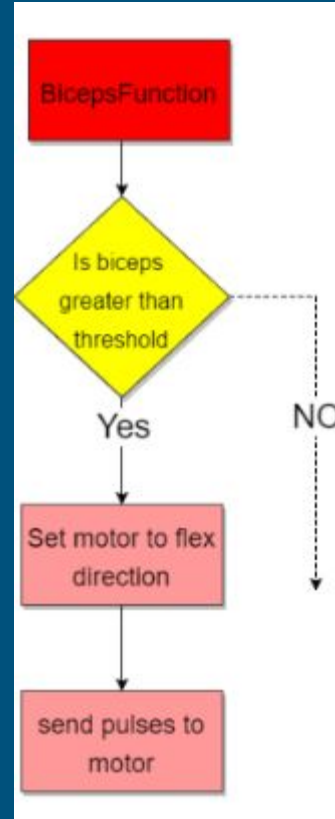 BicepsFunction
Is biceps
greater than
threshold
Yes
NO
Set motor to flex
direction
send pulses to
motor